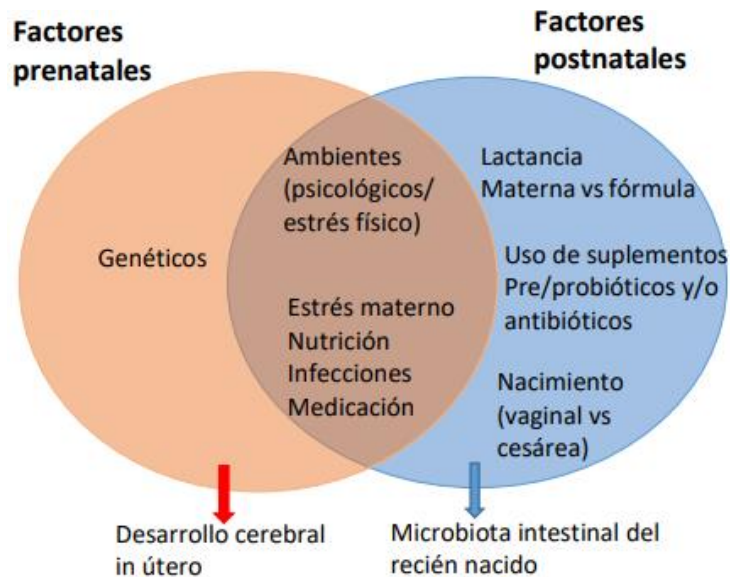 Factores
prenatales
Factores
postnatales
Genéticos
Ambientes
(psicológicos/
estrés físico)
Estrés materno
Nutrición
Infecciones
Medicación
Lactancia
Materna vs fórmula
Uso de suplementos
Pre/probióticos y/o
antibióticos
Nacimiento
(vaginal vs
cesárea)
Desarrollo cerebral
in útero
Microbiota intestinal del
recién nacido